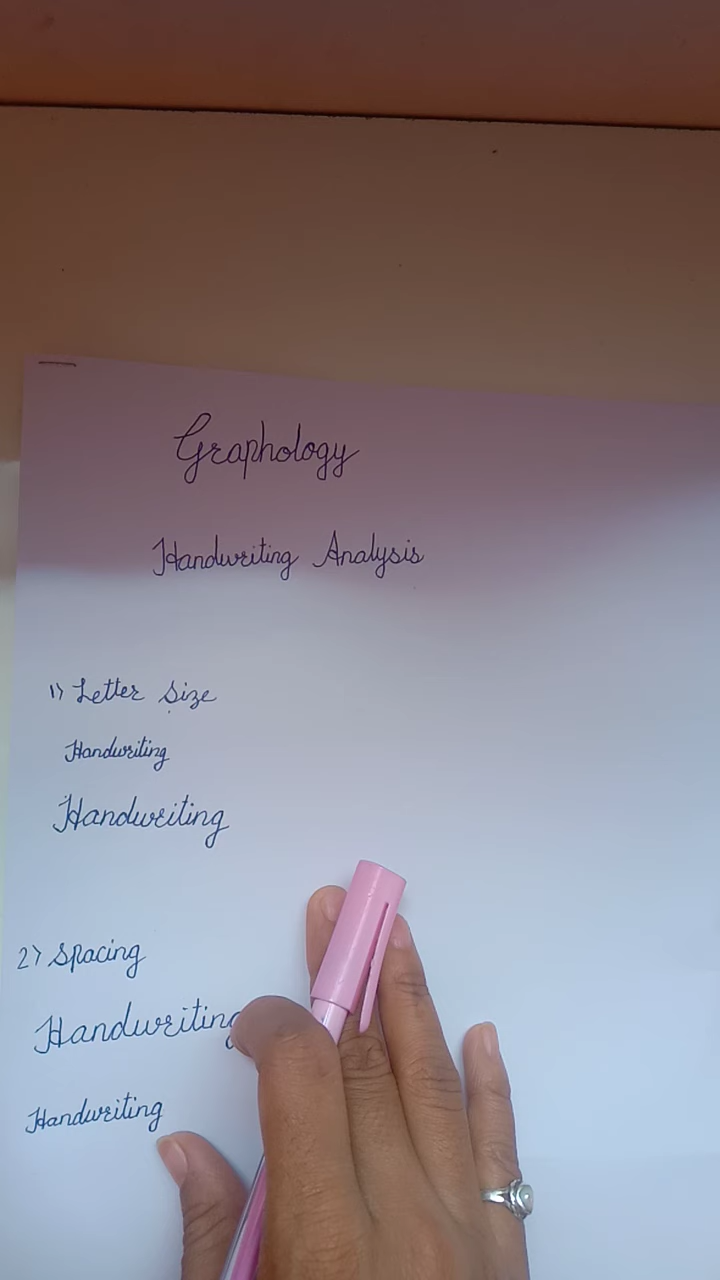 Graphology
Handwriting Analysis
1) Letter Size
Handwriting
Handwriting
2) Spacing
Handwriting
Handwriting